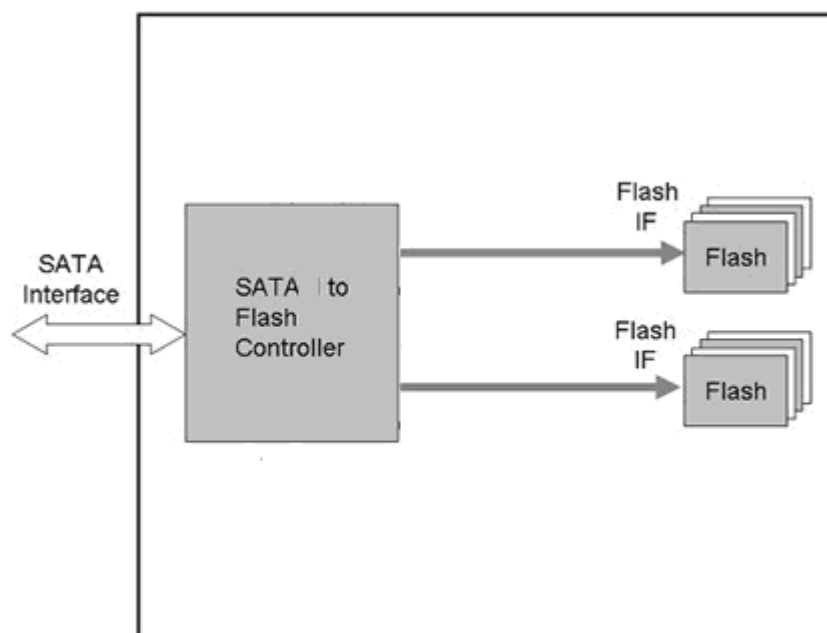 SATA
Interface
SATA to
Flash
Controller
Flash
IF
Flash
Flash
IF
Flash